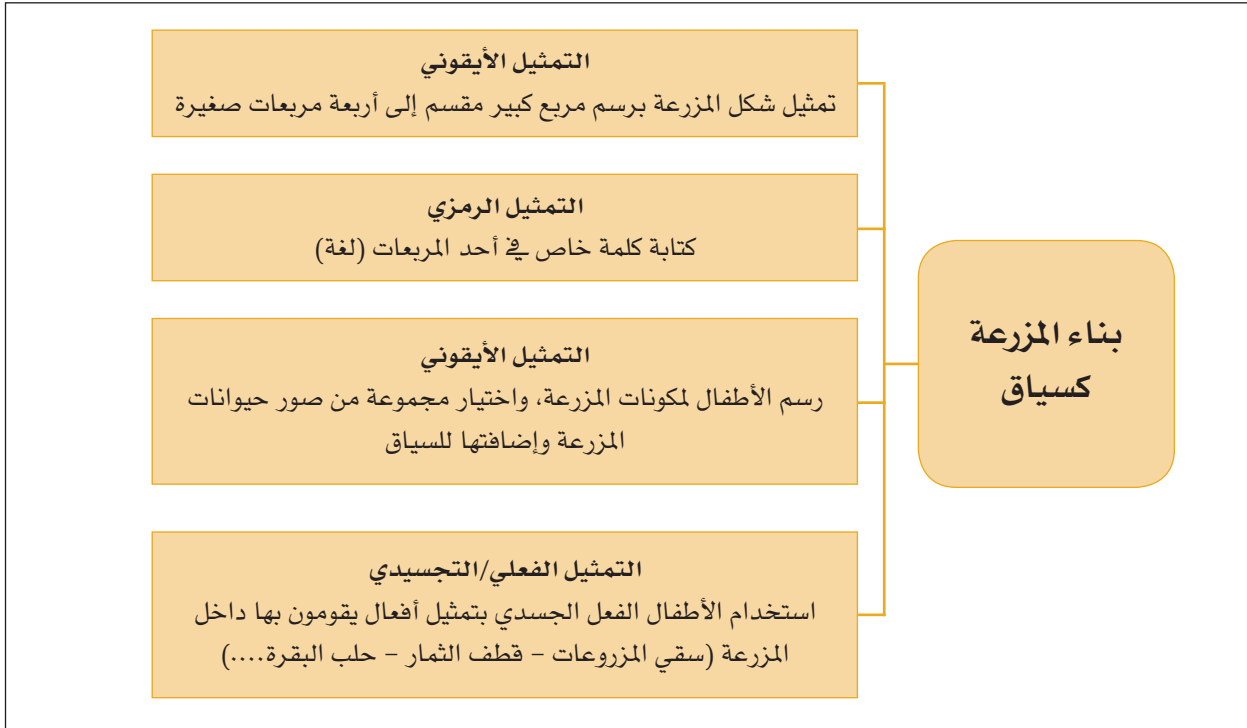 التمثيل الأيقوني
تمثيل شكل المزرعة برسم مربع كبير مقسم إلى أربعة مربعات صغيرة
التمثيل الرمزي
كتابة كلمة خاص في أحد المربعات (لغة)
بناء المزرعة
كسياق
التمثيل الأيقوني
رسم الأطفال لمكونات المزرعة، واختيار مجموعة من صور حيوانات
المزرعة وإضافتها للسياق
التمثيل الفعلي/التجسيدي
استخدام الأطفال الفعل الجسدي بتمثيل أفعال يقومون بها داخل
المزرعة (سقي المزروعات – قطف الثمار – حلب البقرة....)